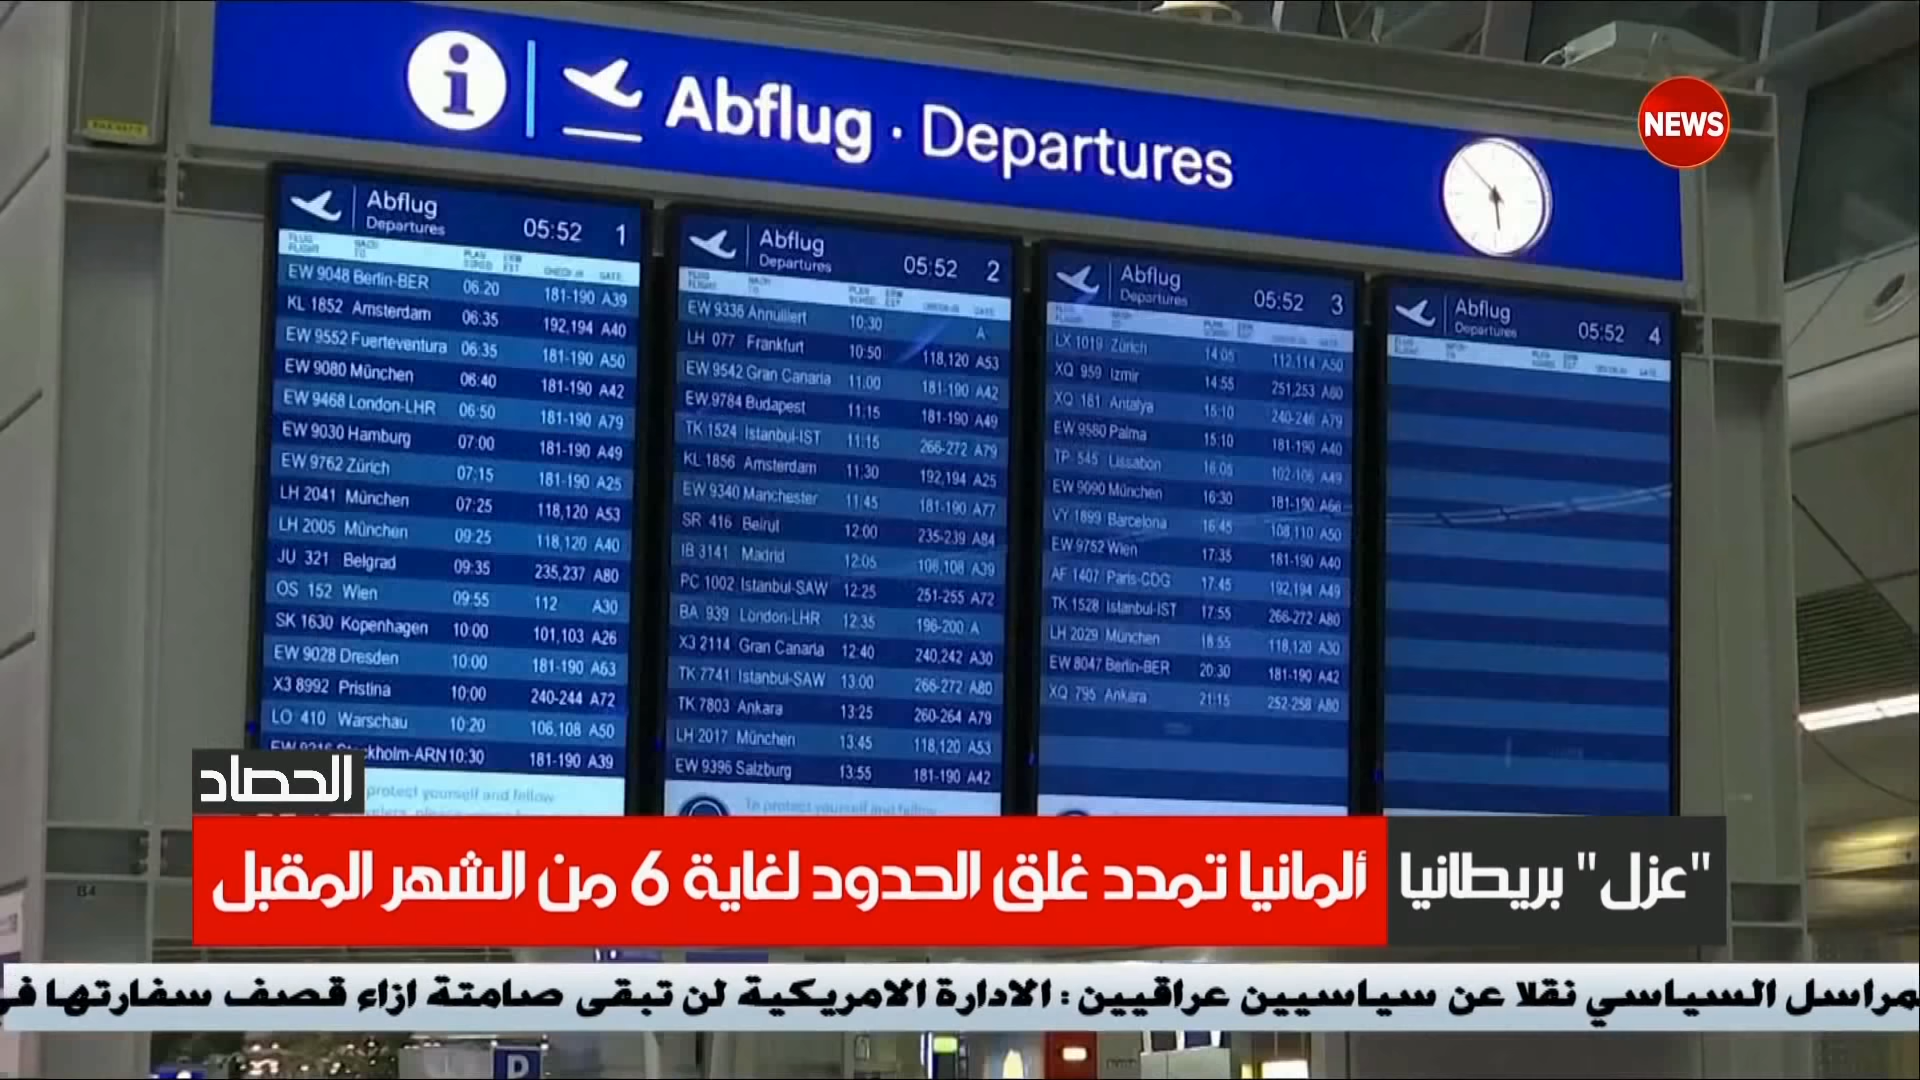 i Abflug · Departures
NEWS
Abflug
Departures
05:52 1
EW 9048 Berlin-BER 06:20 181-190 A39
KL 1852 Amsterdam 06:35 192,194 A40
EW 9552 Fuerteventura 06:35 181-190 A50
EW 9080 München 06:40 181-190 A42
EW 9468 London-LHR 06:50 181-190 A79
EW 9030 Hamburg 07:00 181-190 A49
EW 9762 Zürich 07:15 181-190 A25
LH 2041 München 07:25 118,120 A53
LH 2005 München 09:25 118,120 A40
JU 321 Belgrad 09:35 235,237 A80
OS 152 Wien 09:55 112 A30
SK 1630 Kopenhagen 10:00 101,103 A26
EW 9028 Dresden 10:00 181-190 A63
X3 8992 Pristina 10:00 240-244 A72
LO 410 Warschau 10:20 106,108 A50
10:30 181-190 A39
protect yourself and fellow
Abflug
Departures
05:52 2
EW 9336 Annulliert 10:30 A
LH 077 Frankfurt 10:50 118,120 A53
EW 9542 Gran Canaria 11:00 181-190 A42
EW 9784 Budapest 11:15 181-190 A49
TK 1524 Istanbul-IST 11:15 266-272 A79
KL 1856 Amsterdam 11:30 192,194 A25
EW 9340 Manchester 11:45 181-190 A77
SR 416 Beirut 12:00 235-239 A84
IB 3141 Madrid 12:05 106,108 A39
PC 1002 Istanbul-SAW 12:25 251-255 A72
BA 939 London-LHR 12:35 196-200 A
X3 2114 Gran Canaria 12:40 240,242 A30
TK 7741 Istanbul-SAW 13:00 266-272 A80
TK 7803 Ankara 13:25 260-264 A79
LH 2017 München 13:45 118,120 A53
EW 9396 Salzburg 13:55 181-190 A42
To protect yourself and fellow
Abflug
Departures
05:52 3
LX 1019 Zürich 14:05 112,114 A50
XQ 959 Izmir 14:55 251,253 A80
XQ 181 Antalya 15:10 240-246 A79
EW 9580 Palma 15:10 181-190 A40
TP 545 Lissabon 16:05 102-106 A49
EW 9090 München 16:30 181-190 A66
VY 1899 Barcelona 16:45 108,110 A50
EW 9752 Wien 17:35 181-190 A40
AF 1407 Paris-CDG 17:45 192,194 A49
TK 1528 Istanbul-IST 17:55 266-272 A80
LH 2029 München 18:55 118,120 A30
EW 8047 Berlin-BER 20:30 181-190 A42
XQ 795 Ankara 21:15 252-258 A80
Abflug
Departures
05:52 4
الحصاد
"عزل" بريطانيا
ألمانيا تمدد غلق الحدود لغاية 6 من الشهر المقبل
مراسل السياسي نقلا عن سياسيين عراقيين : الادارة الامريكية لن تبقى صامتة ازاء قصف سفارتها في
D